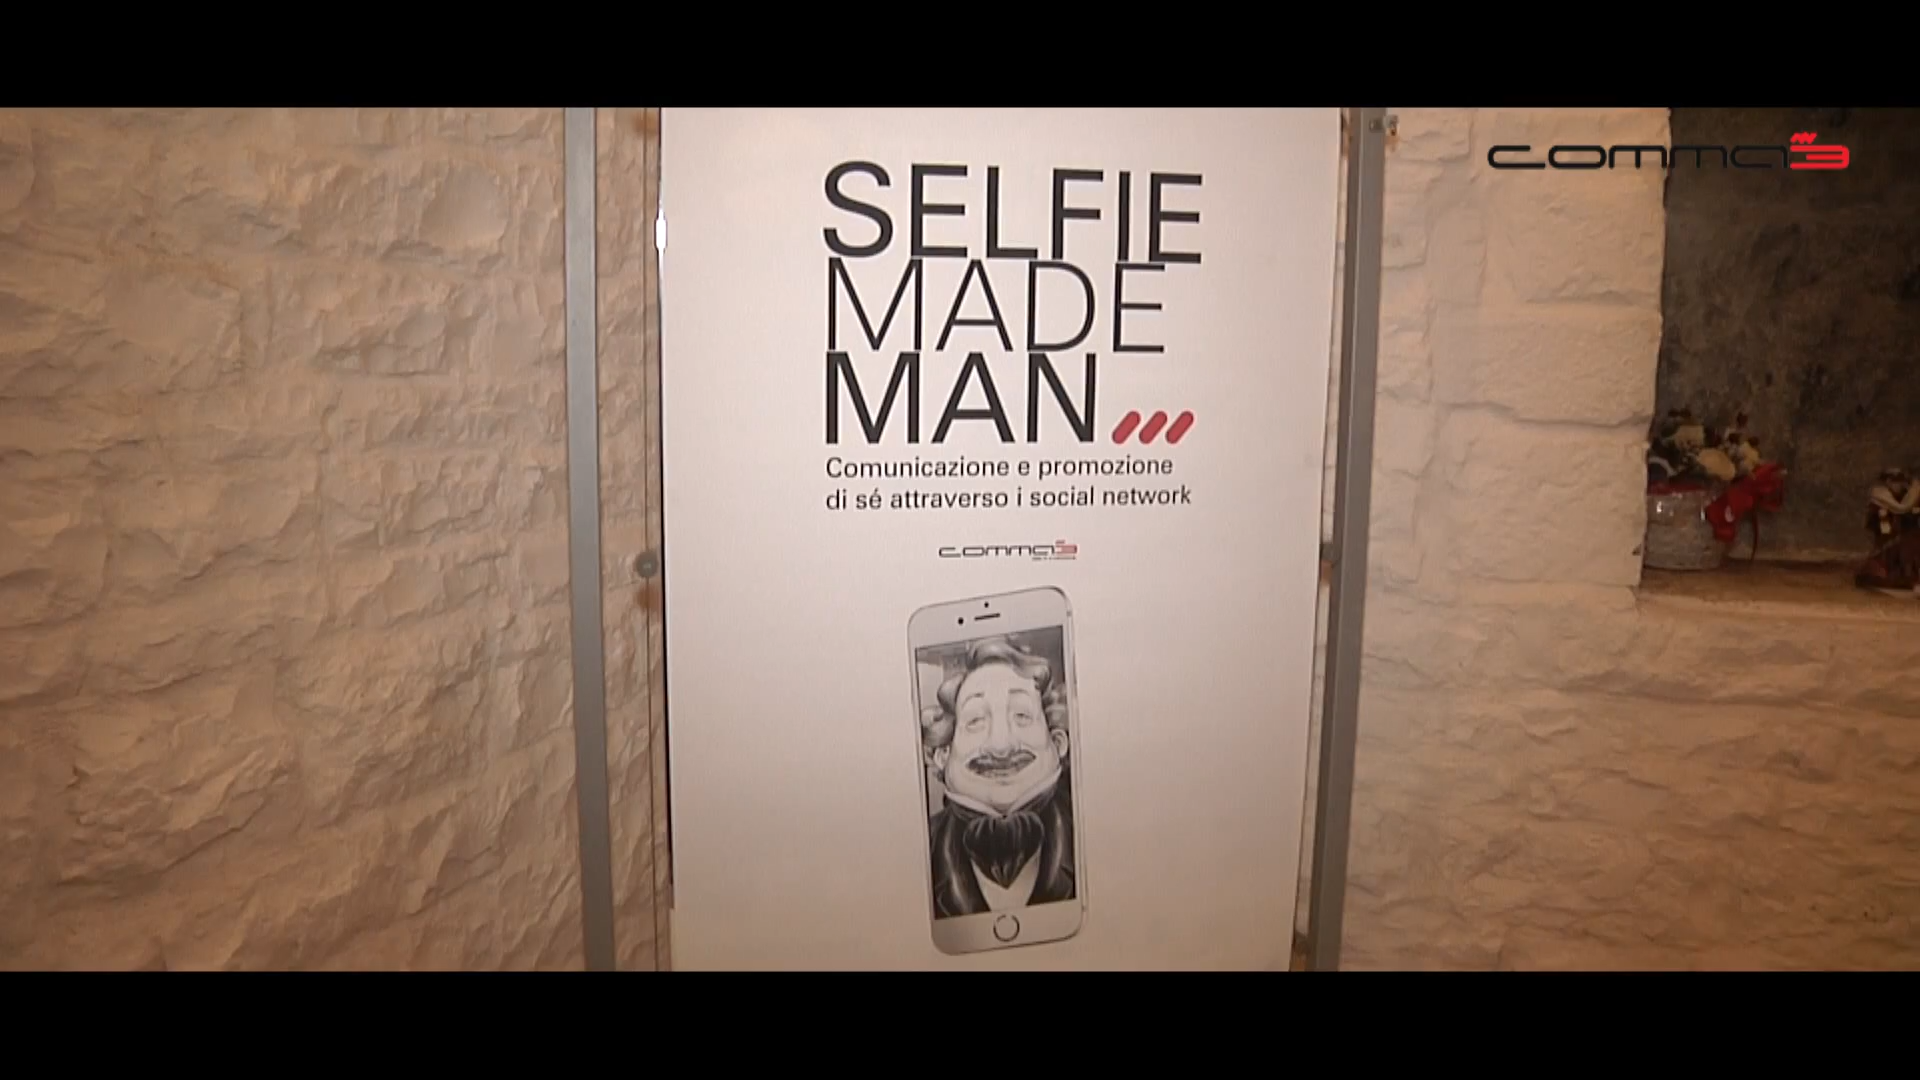 comma3
SELFIE
MADE
MAN
Comunicazione e promozione
di sé attraverso i social network
comma3